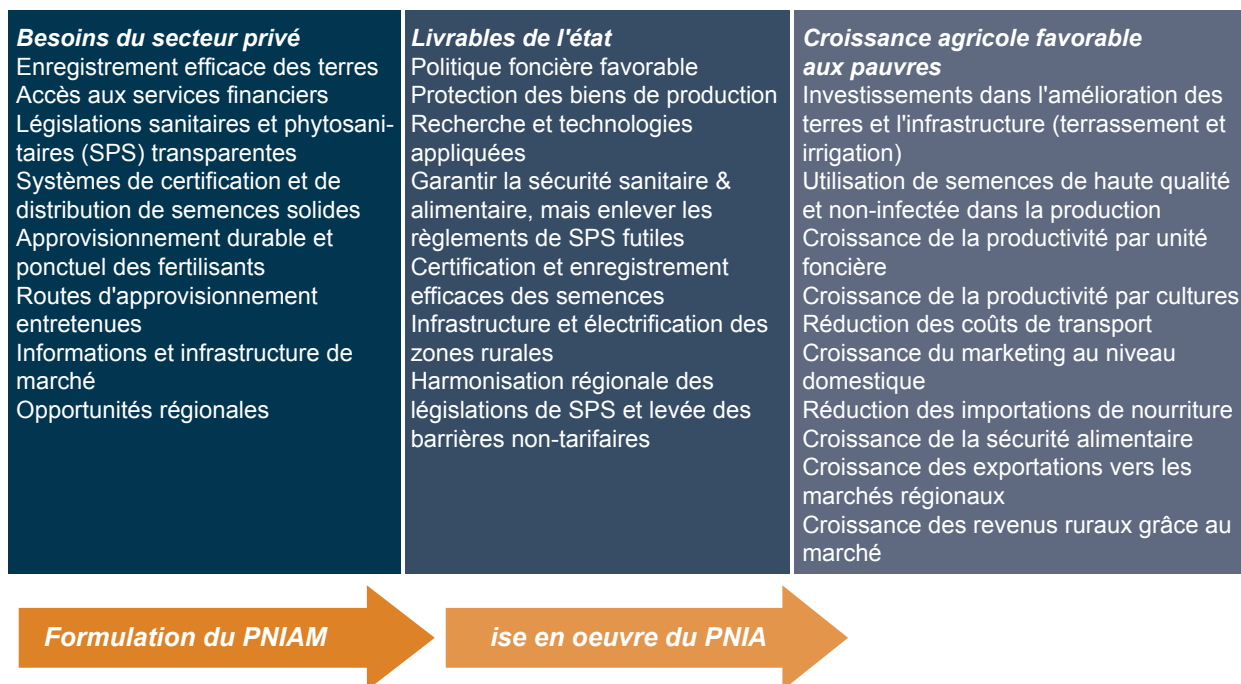 Besoins du secteur privé
Enregistrement efficace des terres
Accès aux services financiers
Législations sanitaires et phytosani-
taires (SPS) transparentes
Systèmes de certification et de
distribution de semences solides
Approvisionnement durable et
ponctuel des fertilisants
Routes d'approvisionnement
entretenues
Informations et infrastructure de
marché
Opportunités régionales
Livrables de l'état
Politique foncière favorable
Protection des biens de production
Recherche et technologies
appliquées
Garantir la sécurité sanitaire &
alimentaire, mais enlever les
règlements de SPS futiles
Certification et enregistrement
efficaces des semences
Infrastructure et électrification des
zones rurales
Harmonisation régionale des
législations de SPS et levée des
barrières non-tarifaires
Croissance agricole favorable
aux pauvres
Investissements dans l'amélioration des
terres et l'infrastructure (terrassement et
irrigation)
Utilisation de semences de haute qualité
et non-infectée dans la production
Croissance de la productivité par unité
foncière
Croissance de la productivité par cultures
Réduction des coûts de transport
Croissance du marketing au niveau
domestique
Réduction des importations de nourriture
Croissance de la sécurité alimentaire
Croissance des exportations vers les
marchés régionaux
Croissance des revenus ruraux grâce au
marché
Formulation du PNIAM
ise en oeuvre du PNIA